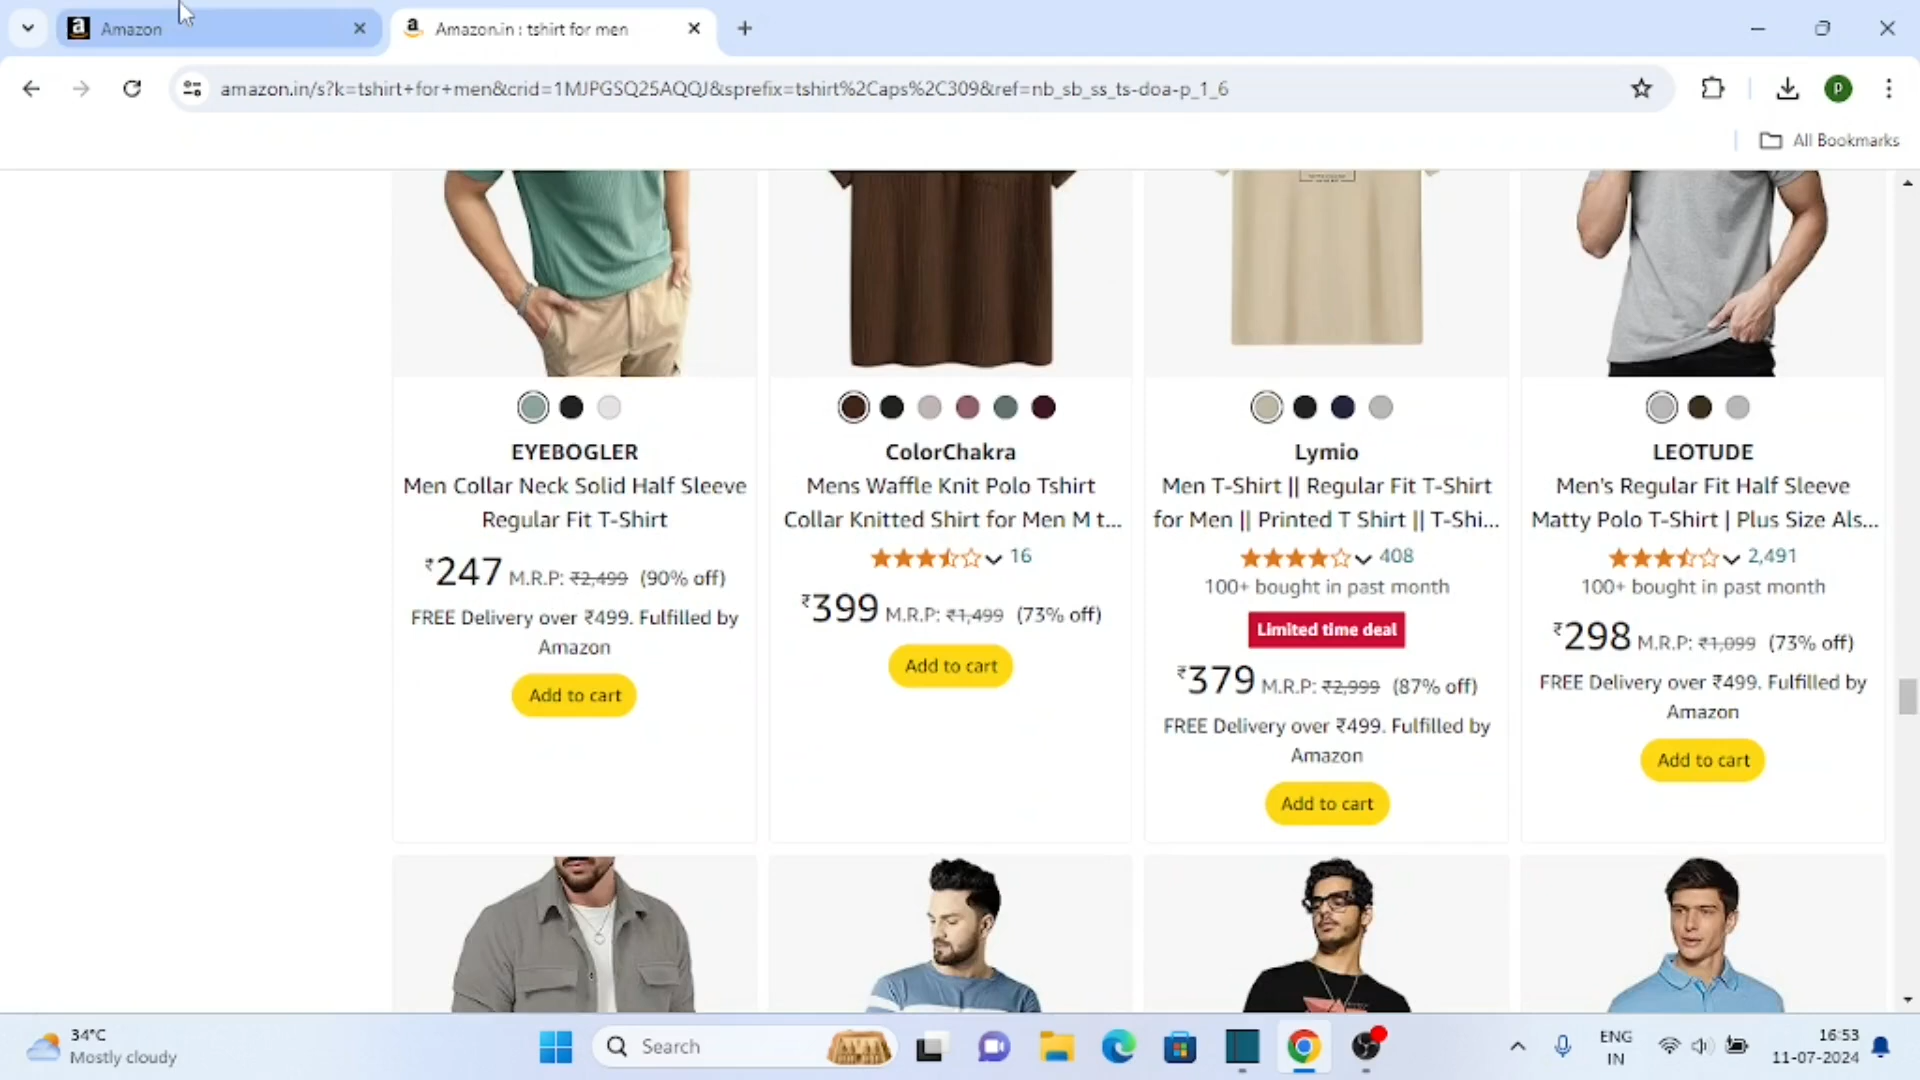 Amazon
Amazon.in : tshirt for men
amazon.in/s?k=tshirt+for+men&crid=1MJPGSQ25AQQJ&sprefix=tshirt%2Caps%2C309&ref=nb_sb_ss_ts-doa-p_1_6
P
All Bookmarks
EYEBOGLER
Men Collar Neck Solid Half Sleeve
Regular Fit T-Shirt
₹247 M.R.P: ₹2,499 (90% off)
FREE Delivery over ₹499. Fulfilled by
Amazon
Add to cart
ColorChakra
Mens Waffle Knit Polo Tshirt
Collar Knitted Shirt for Men M t...
16
₹399 M.R.P: ₹1,499 (73% off)
Add to cart
Lymio
Men T-Shirt || Regular Fit T-Shirt
for Men || Printed T Shirt || T-Shi...
408
100+ bought in past month
Limited time deal
₹379 M.R.P: ₹2,999 (87% off)
FREE Delivery over ₹499. Fulfilled by
Amazon
Add to cart
LEOTUDE
Men's Regular Fit Half Sleeve
Matty Polo T-Shirt | Plus Size Als...
2,491
100+ bought in past month
₹298 M.R.P: ₹1,099 (73% off)
FREE Delivery over ₹499. Fulfilled by
Amazon
Add to cart
34°C
Mostly cloudy
Search
ENG
IN
16:53
11-07-2024